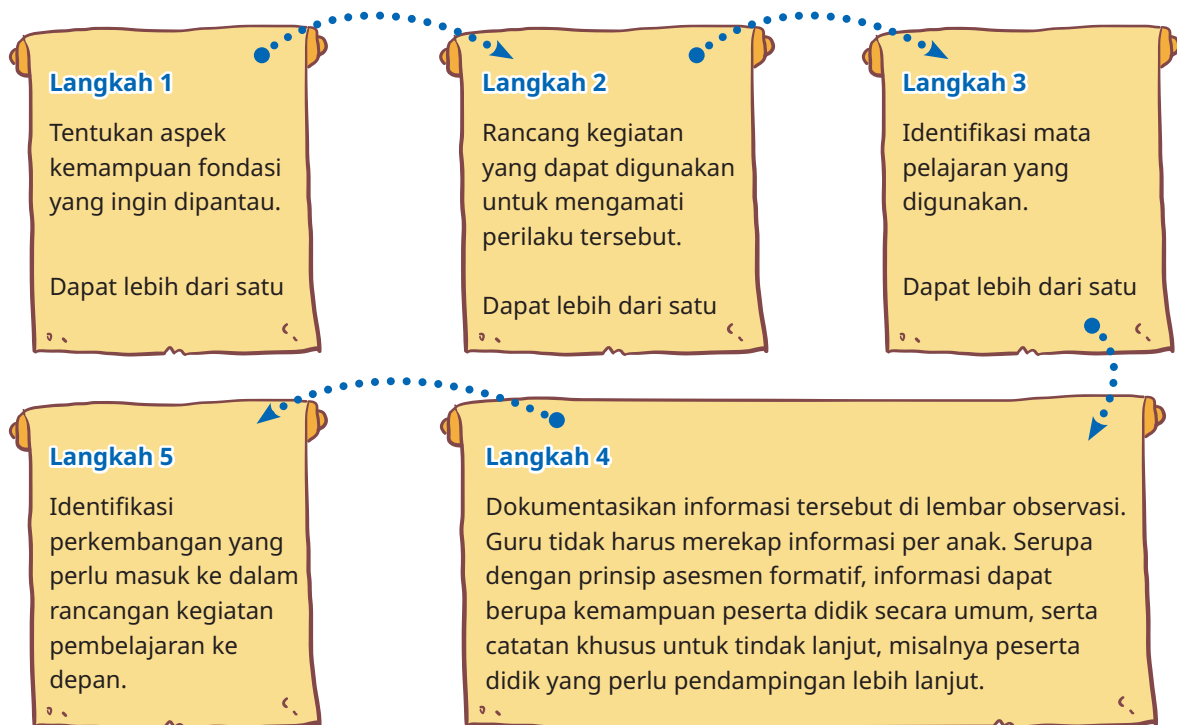 Langkah 1
Tentukan aspek
kemampuan fondasi
yang ingin dipantau.
Dapat lebih dari satu
Langkah 2
Rancang kegiatan
yang dapat digunakan
untuk mengamati
perilaku tersebut.
Dapat lebih dari satu
Langkah 3
Identifikasi mata
pelajaran yang
digunakan.
Dapat lebih dari satu
Langkah 4
Dokumentasikan informasi tersebut di lembar observasi.
Guru tidak harus merekap informasi per anak. Serupa
dengan prinsip asesmen formatif, informasi dapat
berupa kemampuan peserta didik secara umum, serta
catatan khusus untuk tindak lanjut, misalnya peserta
didik yang perlu pendampingan lebih lanjut.
Langkah 5
Identifikasi
perkembangan yang
perlu masuk ke dalam
rancangan kegiatan
pembelajaran ke
depan.